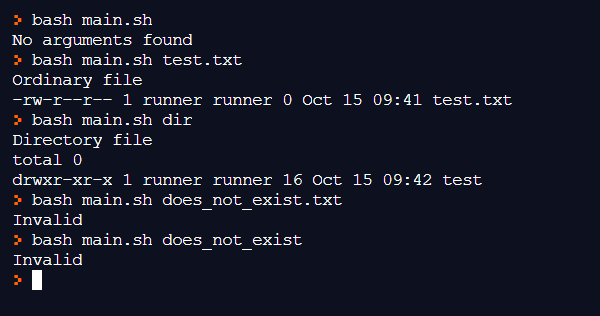 > bash main.sh
No arguments found
> bash main.sh test.txt
Ordinary file
-rw-r--r-- 1 runner runner 0 Oct 15 09:41 test.txt
> bash main.sh dir
Directory file
total 0
drwxr-xr-x 1 runner runner 16 Oct 15 09:42 test
> bash main.sh does_not_exist.txt
Invalid
> bash main.sh does_not_exist
Invalid
>